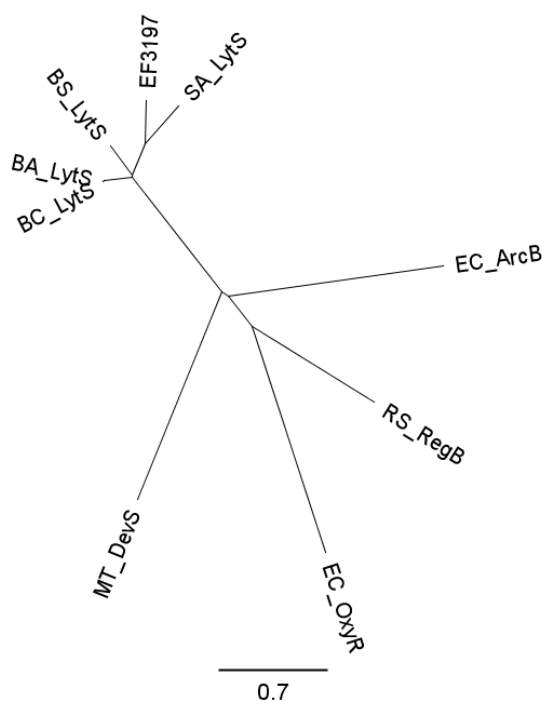 EF3197
SA_LytS
BS_LytS
BA_LytS
BC_LytS
EC_ArcB
RS_RegB
MT_DevS
EC_OxyR
0.7